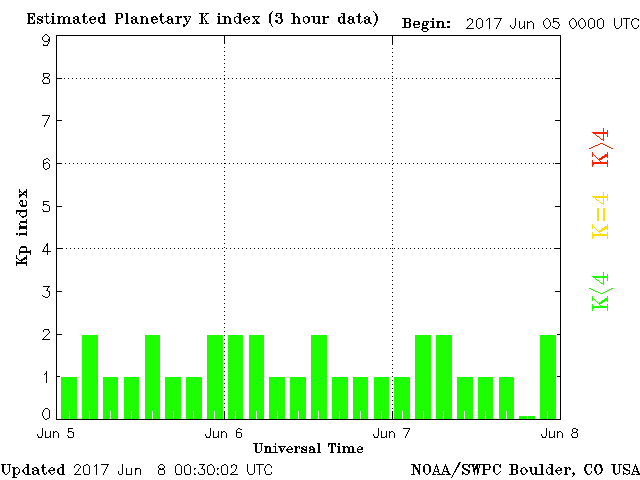 Estimated Planetary K index (3 hour data) Begin: 2017 Jun 05 0000 UTC
9
8
7
6
5
4
3
2
1
0
Kp index
K>4
K=4
K<4
Jun 5 Jun 6 Jun 7 Jun 8
Universal Time
Updated 2017 Jun 8 00:30:02 UTC NOAA/SWPC Boulder, CO USA